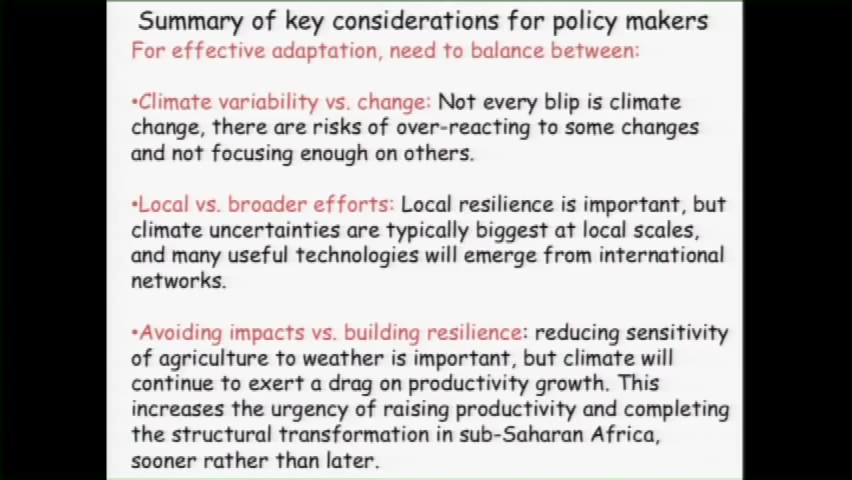 Summary of key considerations for policy makers
For effective adaptation, need to balance between:
•Climate variability vs. change: Not every blip is climate
change, there are risks of over-reacting to some changes
and not focusing enough on others.
•Local vs. broader efforts: Local resilience is important, but
climate uncertainties are typically biggest at local scales,
and many useful technologies will emerge from international
networks.
•Avoiding impacts vs. building resilience: reducing sensitivity
of agriculture to weather is important, but climate will
continue to exert a drag on productivity growth. This
increases the urgency of raising productivity and completing
the structural transformation in sub-Saharan Africa,
sooner rather than later.